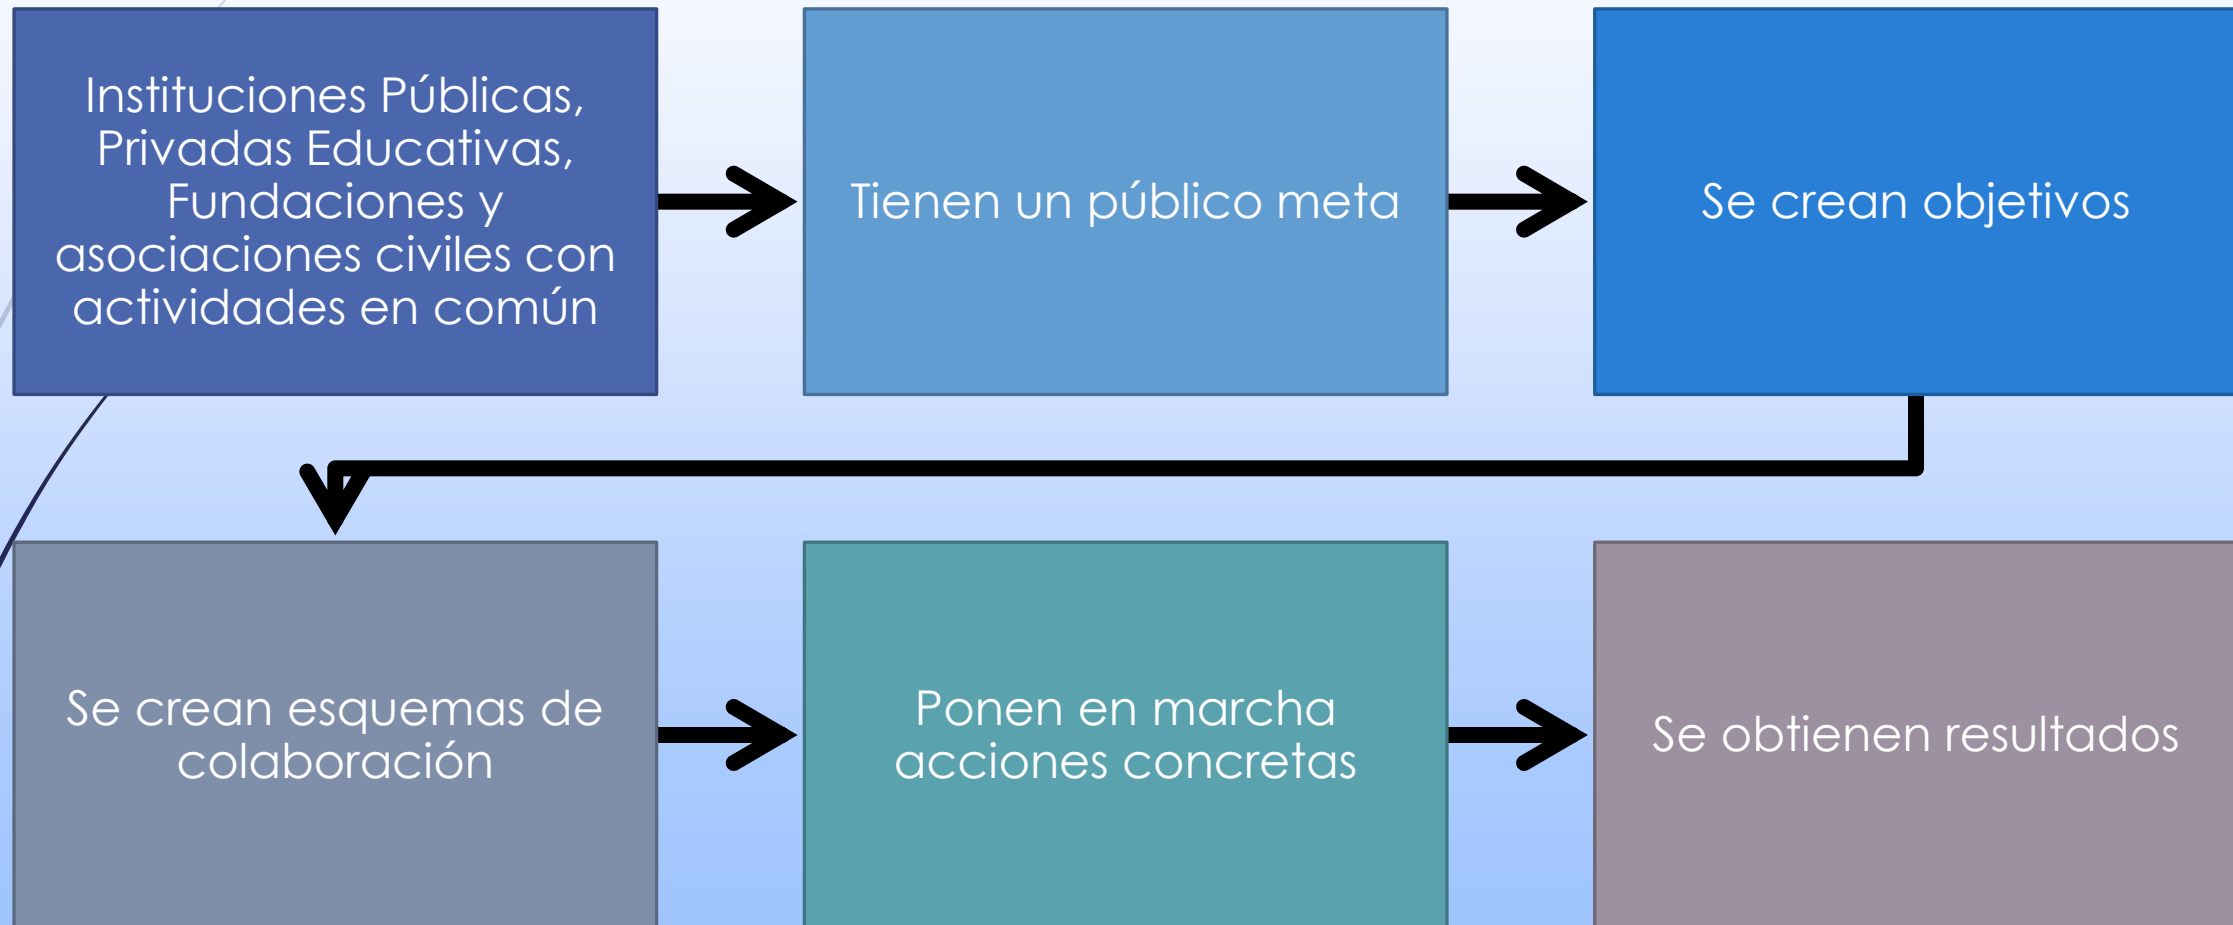 Instituciones Públicas,
Privadas Educativas,
Fundaciones y
asociaciones civiles con
actividades en común
Tienen un público meta
Se crean objetivos
Se crean esquemas de
colaboración
Ponen en marcha
acciones concretas
Se obtienen resultados